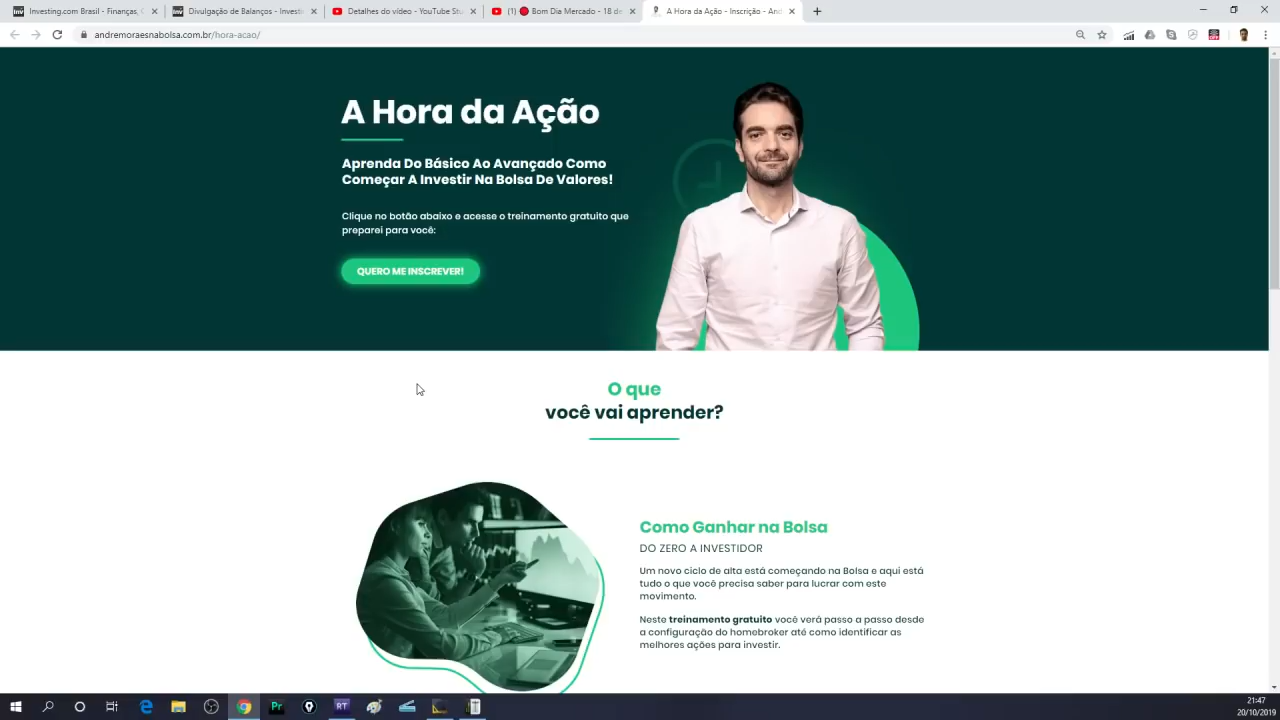 Investing.com Brasil - Finanças, C
Divulgação de Balanços - Investi
Detalhes do vídeo - YouTube Stu
(1) 🔴 Bom Dia Mercado - 18 de
A Hora da Ação - Inscrição - And
andremoraesnabolsa.com.br/hora-acao/
A Hora da Ação
Aprenda Do Básico Ao Avançado Como
Começar A Investir Na Bolsa De Valores!
Clique no botão abaixo e acesse o treinamento gratuito que
preparei para você:
QUERO ME INSCREVER!
O que
você vai aprender?
Como Ganhar na Bolsa
DO ZERO A INVESTIDOR
Um novo ciclo de alta está começando na Bolsa e aqui está
tudo o que você precisa saber para lucrar com este
movimento.
Neste treinamento gratuito você verá passo a passo desde
a configuração do homebroker até como identificar as
melhores ações para investir.
Pr
RT
21:47
20/10/2019